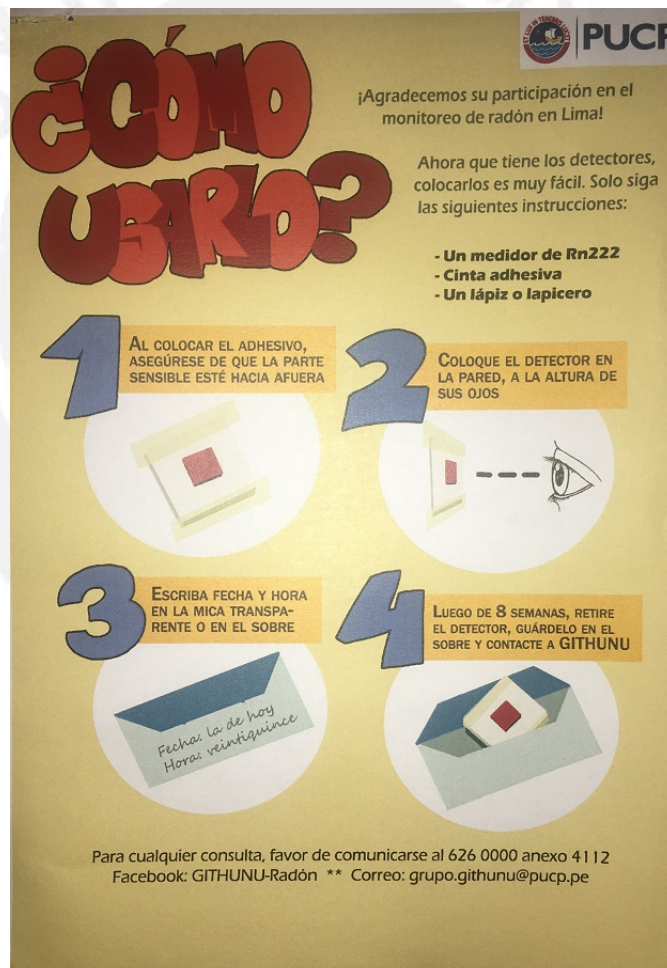 ¿CÓMO
USARLO?
PUCP
¡Agradecemos su participación en el
monitoreo de radón en Lima!
Ahora que tiene los detectores,
colocarlos es muy fácil. Solo siga
las siguientes instrucciones:
- Un medidor de Rn222
- Cinta adhesiva
- Un lápiz o lapicero
1
AL COLOCAR EL ADHESIVO,
ASEGÚRESE DE QUE LA PARTE
SENSIBLE ESTÉ HACIA AFUERA
2
COLOQUE EL DETECTOR EN
LA PARED, A LA ALTURA DE
SUS OJOS
3
ESCRIBA FECHA Y HORA
EN LA MICA TRANSPA-
RENTE O EN EL SOBRE
Fecha: la de hoy
Hora: veintiquince
4
LUEGO DE 8 SEMANAS, RETIRE
EL DETECTOR, GUÁRDELO EN EL
SOBRE Y CONTACTE A GITHUNU
Para cualquier consulta, favor de comunicarse al 626 0000 anexo 4112
Facebook: GITHUNU-Radón ** Correo: grupo.githunu@pucp.pe